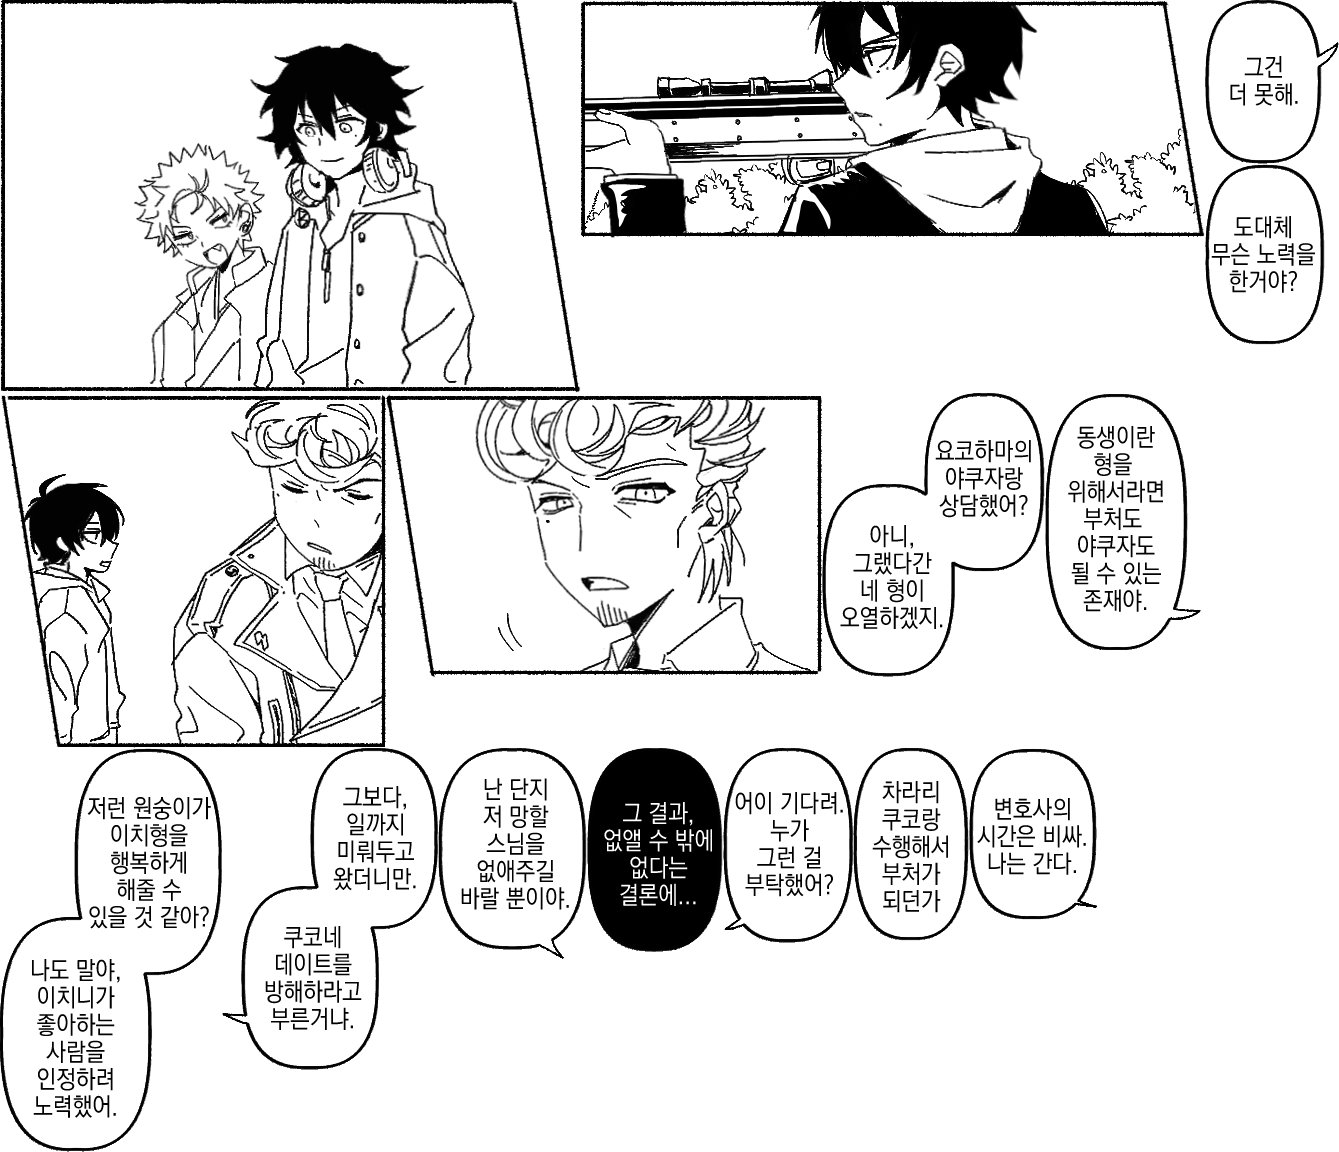 그건
더 못해.
도대체
무슨 노력을
한거야?
동생이란
형을
위해서라면
부처도
야쿠자도
될 수 있는
존재야.
요코하마의
야쿠자랑
상담했어?
아니,
그랬다간
네 형이
오열하겠지.
변호사의
시간은 비싸.
나는 간다.
차라리
쿠코랑
수행해서
부처가
되던가
어이 기다려.
누가
그런 걸
부탁했어?
그 결과,
없앨 수 밖에
없다는
결론에...
난 단지
저 망할
스님을
없애주길
바랄 뿐이야.
그보다,
일까지
미뤄두고
왔더니만.
쿠코네
데이트를
방해하라고
부른거냐.
저런 원숭이가
이치형을
행복하게
해줄 수
있을 것 같아?
나도 말야,
이치니가
좋아하는
사람을
인정하려
노력했어.